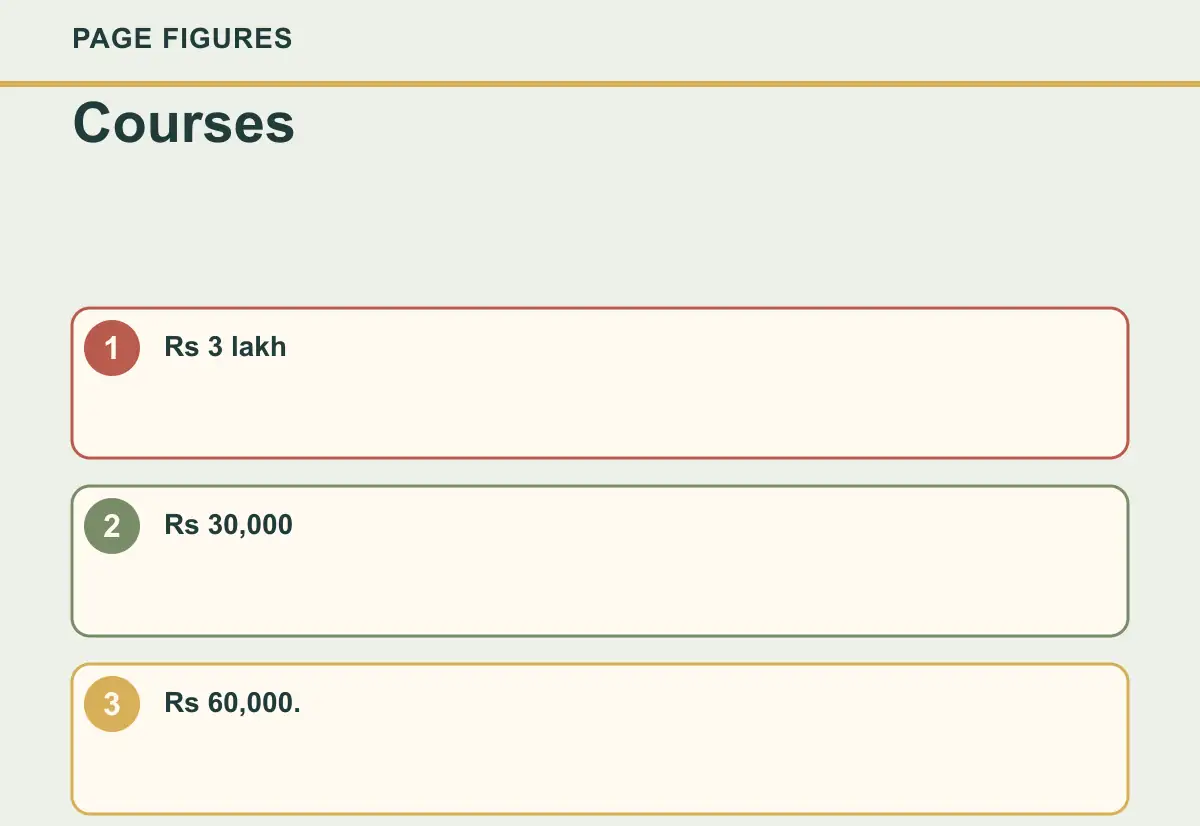 PAGE FIGURES
Courses
1 Rs 3 lakh
2 Rs 30,000
3 Rs 60,000.